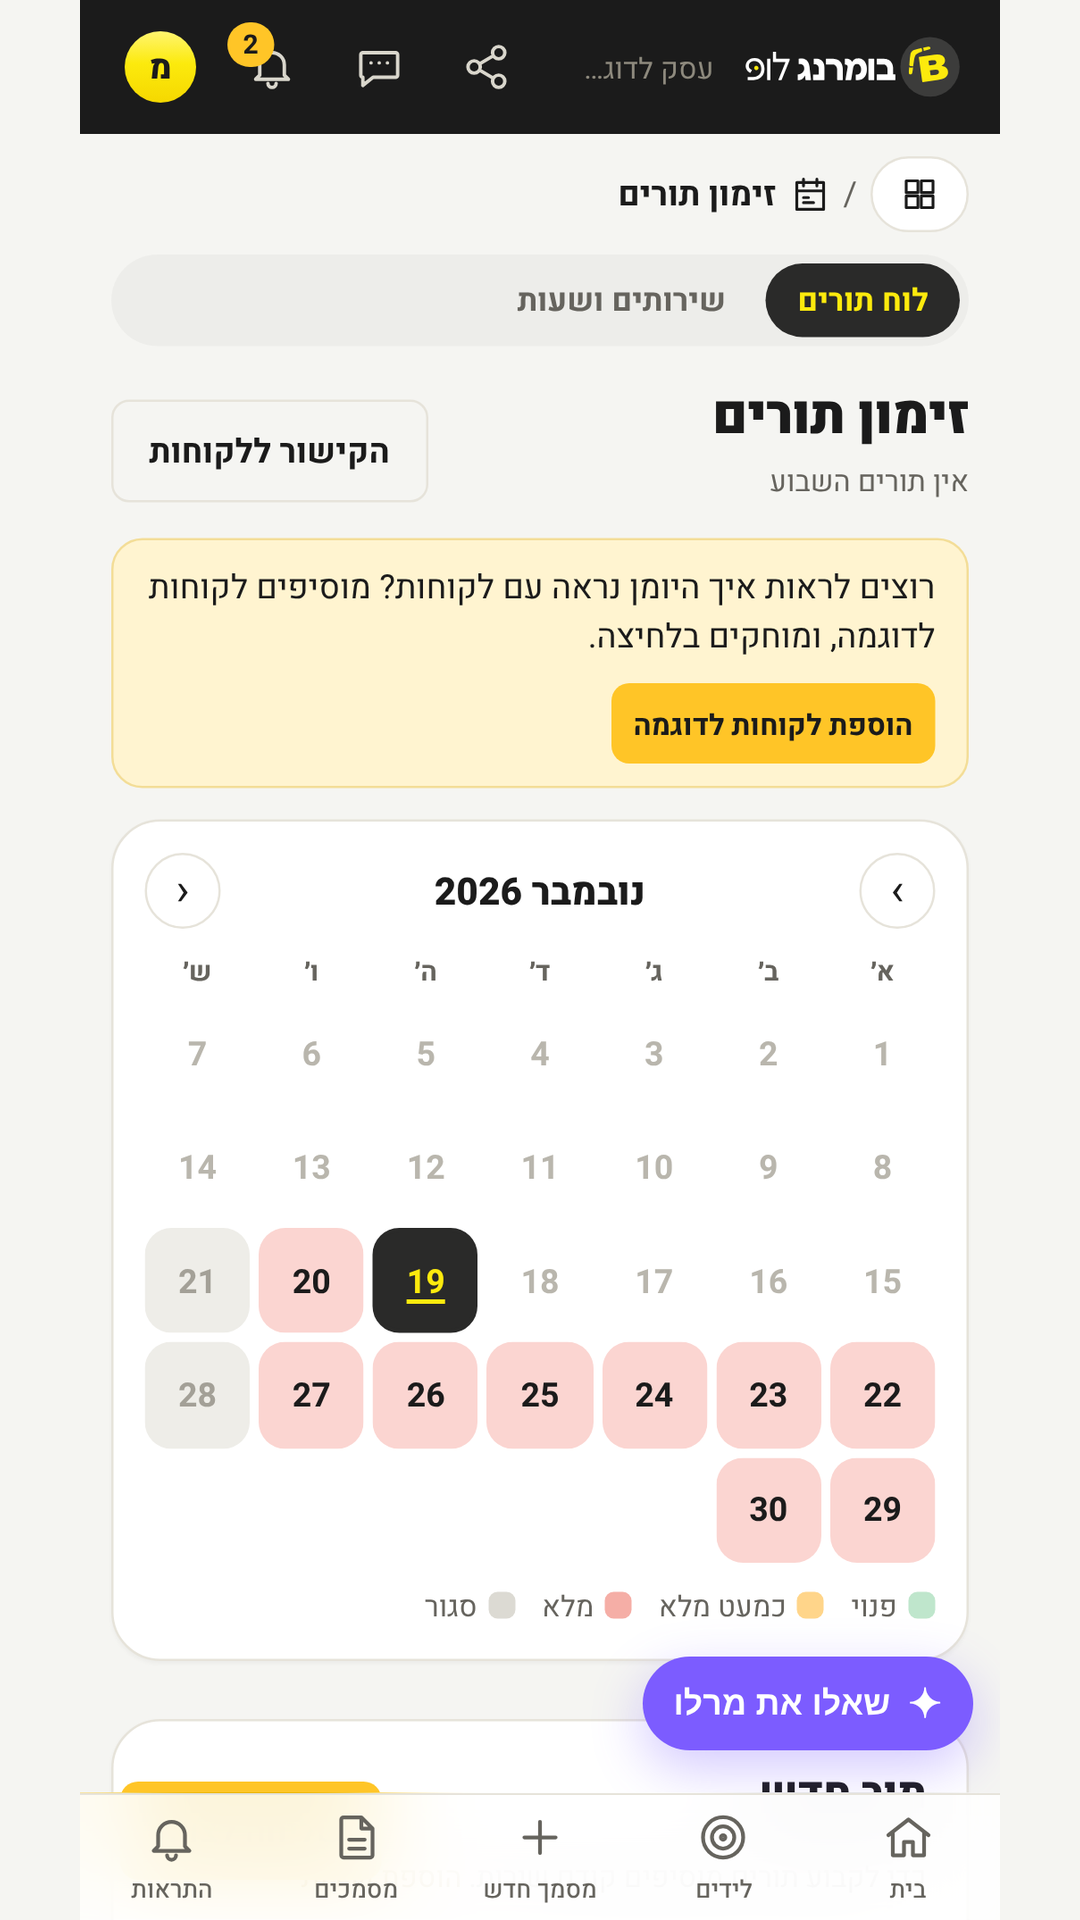 בומרנג לופ
עסק לדוג...
2
מ
/ זימון תורים
לוח תורים
שירותים ושעות
זימון תורים
אין תורים השבוע
הקישור ללקוחות
רוצים לראות איך היומן נראה עם לקוחות? מוסיפים לקוחות
לדוגמה, ומוחקים בלחיצה.
הוספת לקוחות לדוגמה
נובמבר 2026
א׳ ב׳ ג׳ ד׳ ה׳ ו׳ ש׳
1 2 3 4 5 6 7
8 9 10 11 12 13 14
15 16 17 18 19 20 21
22 23 24 25 26 27 28
29 30
פנוי כמעט מלא מלא סגור
שאלו את מרלו
תור חדש
בית לידים מסמך חדש מסמכים התראות